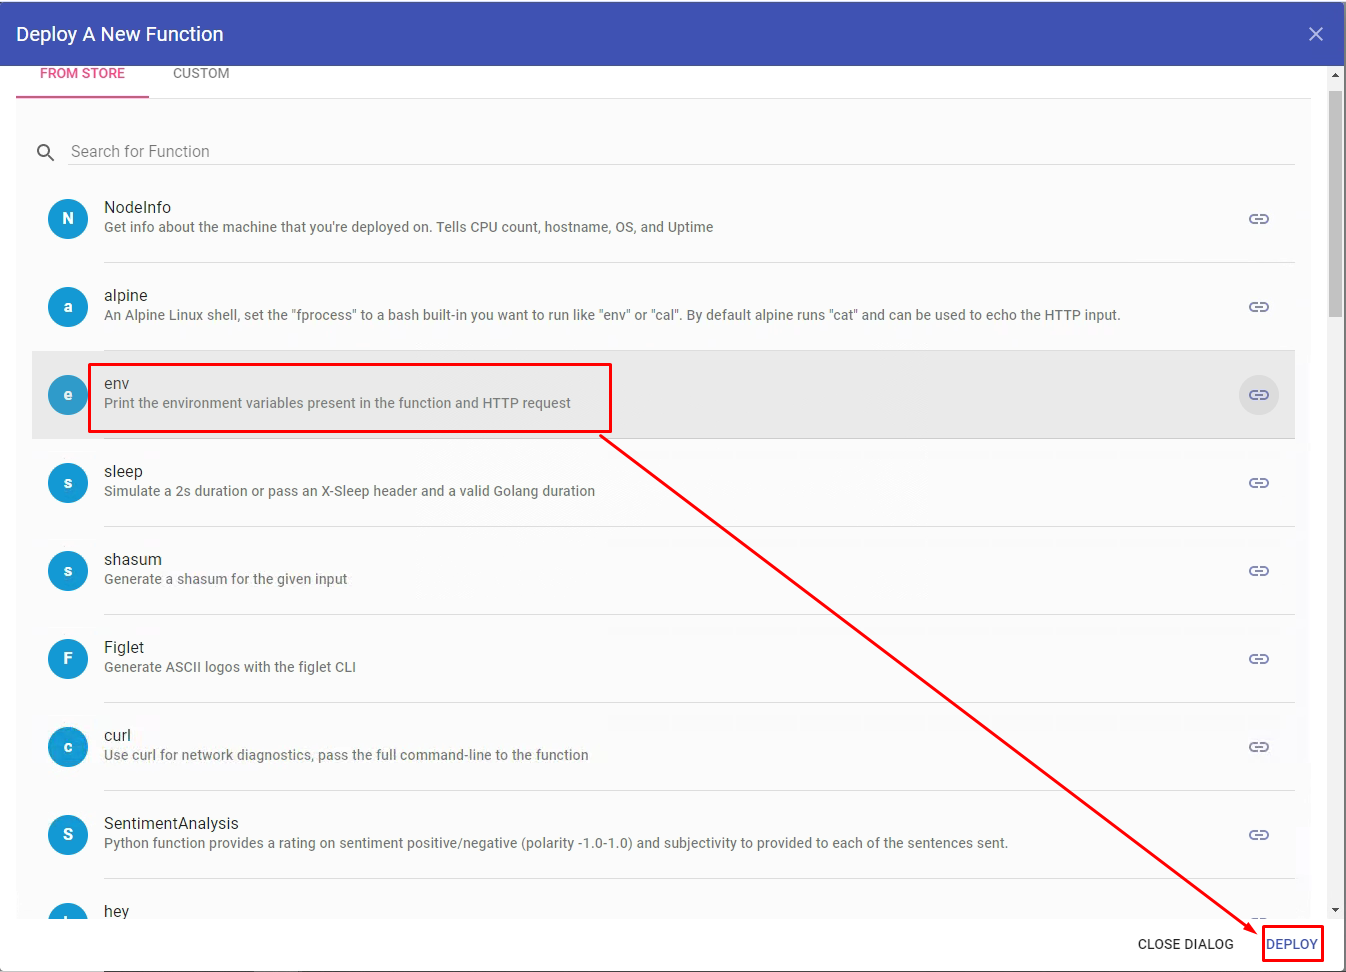 Deploy A New Function
FROM STORE CUSTOM
Search for Function
N
NodeInfo
Get info about the machine that you're deployed on. Tells CPU count, hostname, OS, and Uptime
a
alpine
An Alpine Linux shell, set the "fprocess" to a bash built-in you want to run like "env" or "cal". By default alpine runs "cat" and can be used to echo the HTTP input.
e
env
Print the environment variables present in the function and HTTP request
s
sleep
Simulate a 2s duration or pass an X-Sleep header and a valid Golang duration
s
shasum
Generate a shasum for the given input
F
Figlet
Generate ASCII logos with the figlet CLI
c
curl
Use curl for network diagnostics, pass the full command-line to the function
S
SentimentAnalysis
Python function provides a rating on sentiment positive/negative (polarity -1.0-1.0) and subjectivity to provided to each of the sentences sent.
hey
CLOSE DIALOG DEPLOY